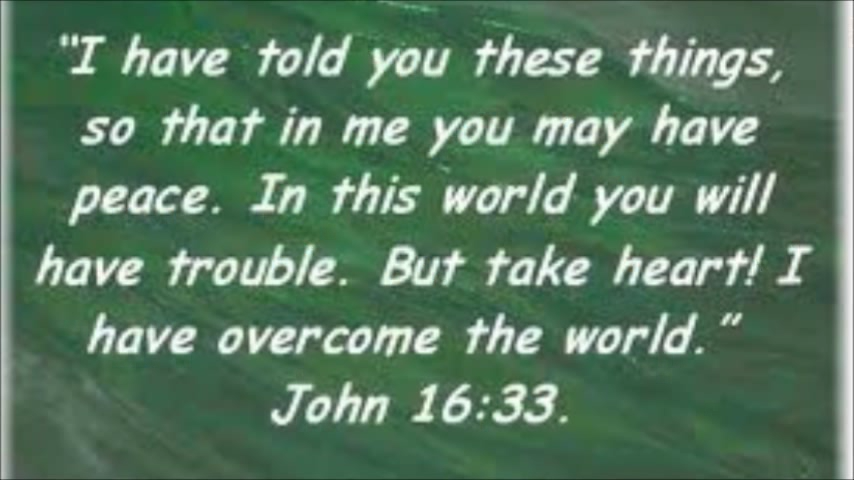 "I have told you these things,
so that in me you may have
peace. In this world you will
have trouble. But take heart! I
have overcome the world."
John 16:33.